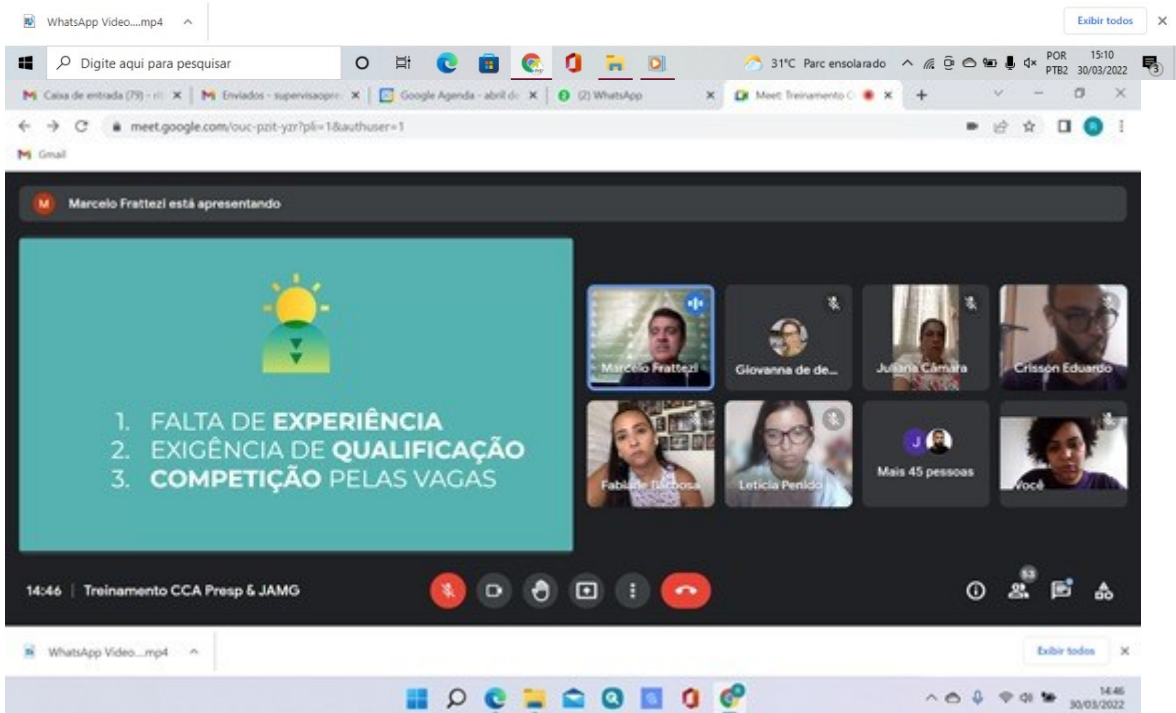 WhatsApp Video....mp4
Exibir todos
Digite aqui para pesquisar
31°C Parc ensolarado
POR
PTB2
15:10
30/03/2022
3
Caixa de entrada (79) - ri
Enviados - supervisaopre
Google Agenda - abril de
(2) WhatsApp
Meet: Treinamento C
meet.google.com/ouc-pzit-yzr?pli=1&authuser=1
R
Gmail
M
Marcelo Frattezi está apresentando
1. FALTA DE EXPERIÊNCIA
2. EXIGÊNCIA DE QUALIFICAÇÃO
3. COMPETIÇÃO PELAS VAGAS
Marcelo Frattezi
Giovanna de de...
Juliana Câmara
Crisson Eduardo
Fabiane Barbosa
Letícia Penido
J
Mais 45 pessoas
Você
14:46 | Treinamento CCA Presp & JAMG
53
WhatsApp Video....mp4
Exibir todos
14:46
30/03/2022